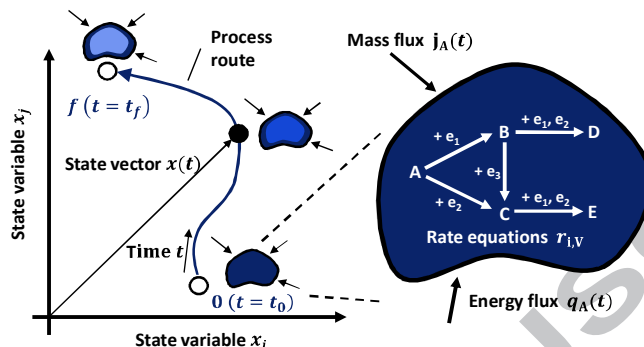 Process
route
f (t = t_f)
State vector x(t)
Time t
0 (t = t_0)
State variable x_j
State variable x_i
Mass flux j_A(t)
A
B
C
D
E
+ e_1
+ e_2
+ e_3
+ e_1, e_2
+ e_1, e_2
Rate equations r_{i,V}
Energy flux q_A(t)